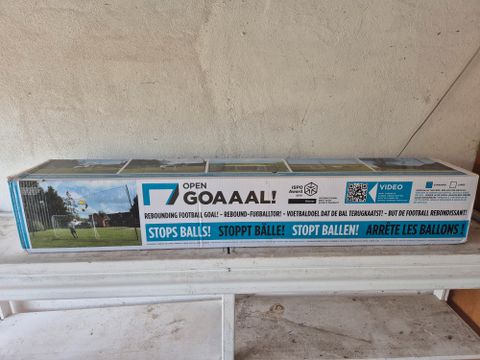 OPEN
GOAAAL!
ISPO
Award
VIDEO
REBOUNDING FOOTBALL GOAL! - REBOUND-FUßBALLTOR! - VOETBALDOEL DAT DE BAL TERUGKAATST! - BUT DE FOOTBALL REBONDISSANT!
STOPS BALLS! STOPPT BÄLLE! STOPT BALLEN! ARRÊTE LES BALLONS !